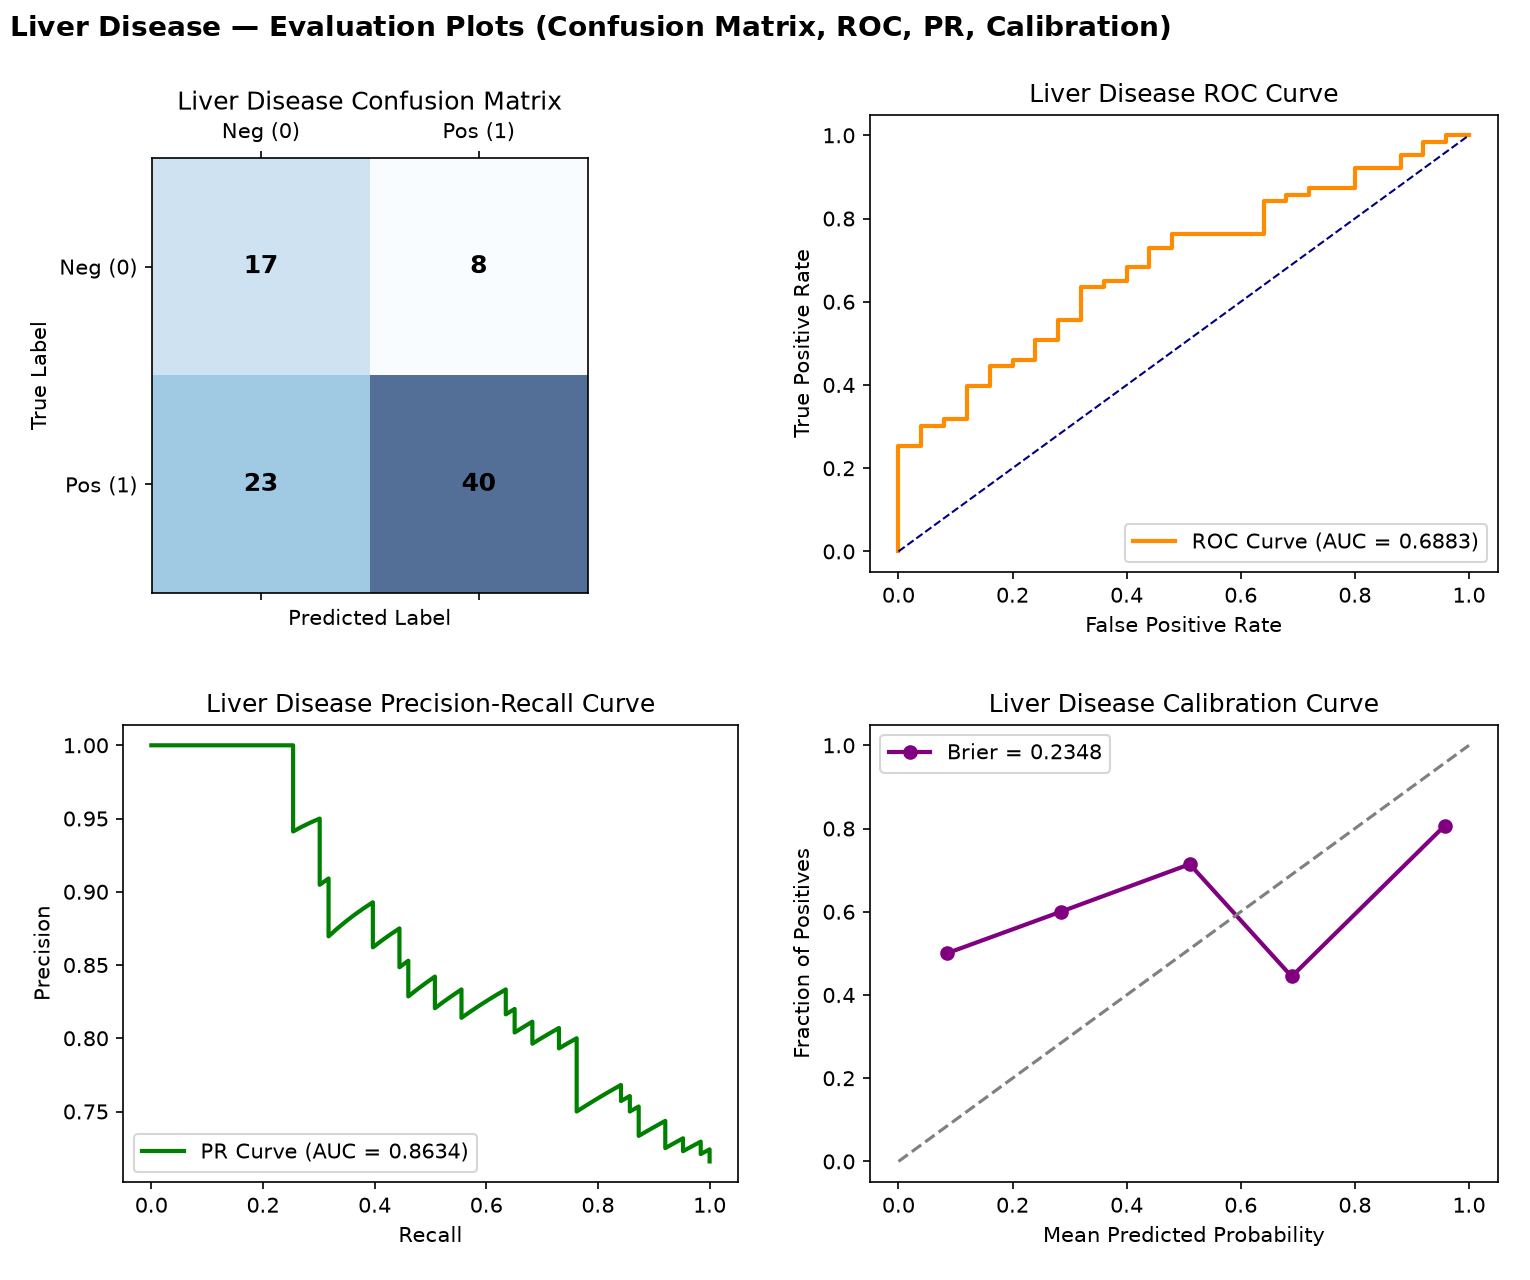 Liver Disease — Evaluation Plots (Confusion Matrix, ROC, PR, Calibration)
Liver Disease Confusion Matrix
Neg (0) Pos (1)
Neg (0)
17 8
Pos (1)
23 40
True Label
Predicted Label
Liver Disease ROC Curve
1.0
0.8
0.6
0.4
0.2
0.0
True Positive Rate
ROC Curve (AUC = 0.6883)
0.0 0.2 0.4 0.6 0.8 1.0
False Positive Rate
Liver Disease Precision-Recall Curve
1.00
0.95
0.90
0.85
0.80
0.75
Precision
PR Curve (AUC = 0.8634)
0.0 0.2 0.4 0.6 0.8 1.0
Recall
Liver Disease Calibration Curve
Brier = 0.2348
1.0
0.8
0.6
0.4
0.2
0.0
Fraction of Positives
0.0 0.2 0.4 0.6 0.8 1.0
Mean Predicted Probability